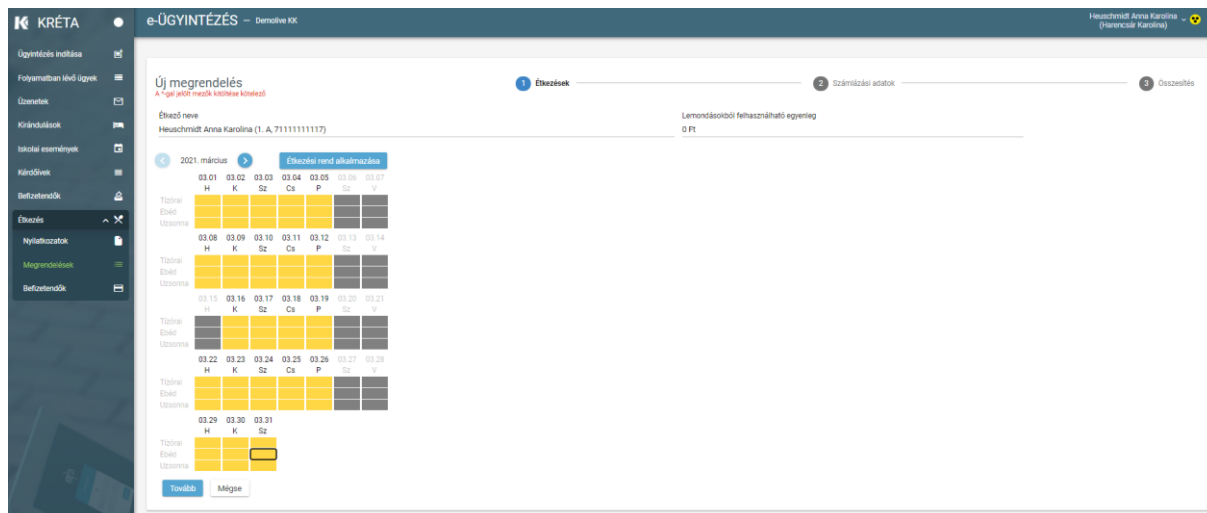 KRÉTA
e-ÜGYINTÉZÉS – Demolive KK
Heuschmidt Anna Karolina
(Harencsár Karolina)
Ügyintézés indítása
Folyamatban lévő ügyek
Üzenetek
Kirándulások
Iskolai események
Kérdőívek
Befizetendők
Étkezés
Nyilatkozatok
Megrendelések
Befizetendők
Új megrendelés
A *-gal jelölt mezők kitöltése kötelező
1 Étkezések
2 Számlázási adatok
3 Összesítés
Étkező neve
Heuschmidt Anna Karolina (1. A, 71111111117)
Lemondásokból felhasználható egyenleg
0 Ft
2021. március
Étkezési rend alkalmazása
03.01 03.02 03.03 03.04 03.05 03.06 03.07
H K Sz Cs P Sz V
Tízórai
Ebéd
Uzsonna
03.08 03.09 03.10 03.11 03.12 03.13 03.14
H K Sz Cs P Sz V
Tízórai
Ebéd
Uzsonna
03.15 03.16 03.17 03.18 03.19 03.20 03.21
H K Sz Cs P Sz V
Tízórai
Ebéd
Uzsonna
03.22 03.23 03.24 03.25 03.26 03.27 03.28
H K Sz Cs P Sz V
Tízórai
Ebéd
Uzsonna
03.29 03.30 03.31
H K Sz
Tízórai
Ebéd
Uzsonna
Tovább
Mégse